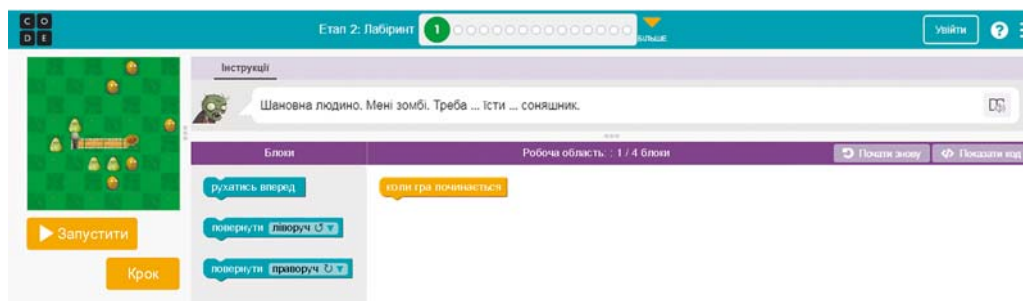 C O
D E
Етап 2: Лабіринт
1
БІЛЬШЕ
Увійти
?
Інструкції
Шановна людино. Мені зомбі. Треба ... їсти ... соняшник.
Блоки
Робоча область: : 1 / 4 блоки
Почати знову
Показати код
рухатись вперед
коли гра починається
повернути ліворуч
повернути праворуч
Запустити
Крок